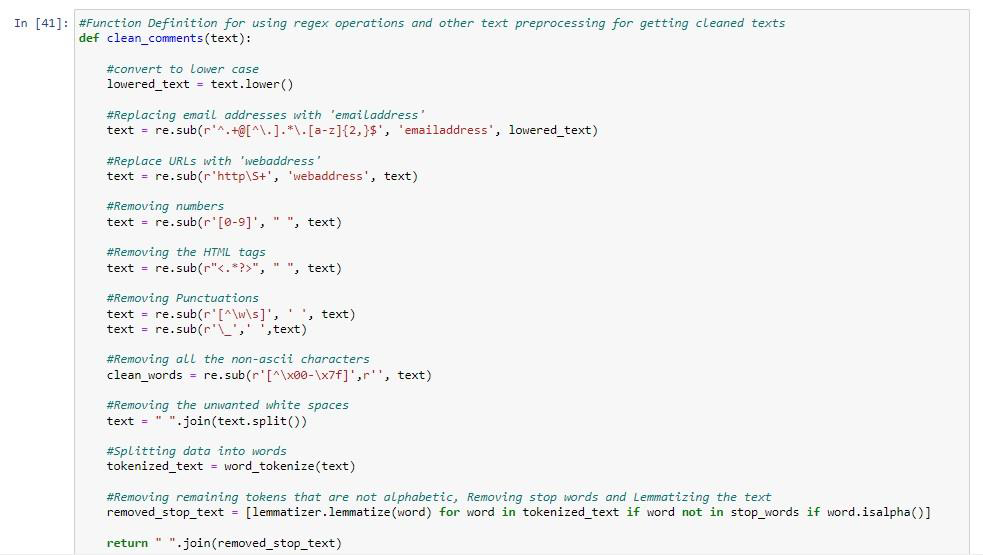 In [41]: #Function Definition for using regex operations and other text preprocessing for getting cleaned texts
def clean_comments(text):
#convert to lower case
lowered_text = text.lower()
#Replacing email addresses with 'emailaddress'
text = re.sub(r'^.+@[^\.].*\.[a-z]{2,}$', 'emailaddress', lowered_text)
#Replace URLs with 'webaddress'
text = re.sub(r'http\S+', 'webaddress', text)
#Removing numbers
text = re.sub(r'[0-9]', " ", text)
#Removing the HTML tags
text = re.sub(r"<.*?>", " ", text)
#Removing Punctuations
text = re.sub(r'[^\w\s]', ' ', text)
text = re.sub(r'\_',' ',text)
#Removing all the non-ascii characters
clean_words = re.sub(r'[^\x00-\x7f]',r'', text)
#Removing the unwanted white spaces
text = " ".join(text.split())
#Splitting data into words
tokenized_text = word_tokenize(text)
#Removing remaining tokens that are not alphabetic, Removing stop words and Lemmatizing the text
removed_stop_text = [lemmatizer.lemmatize(word) for word in tokenized_text if word not in stop_words if word.isalpha()]
return " ".join(removed_stop_text)